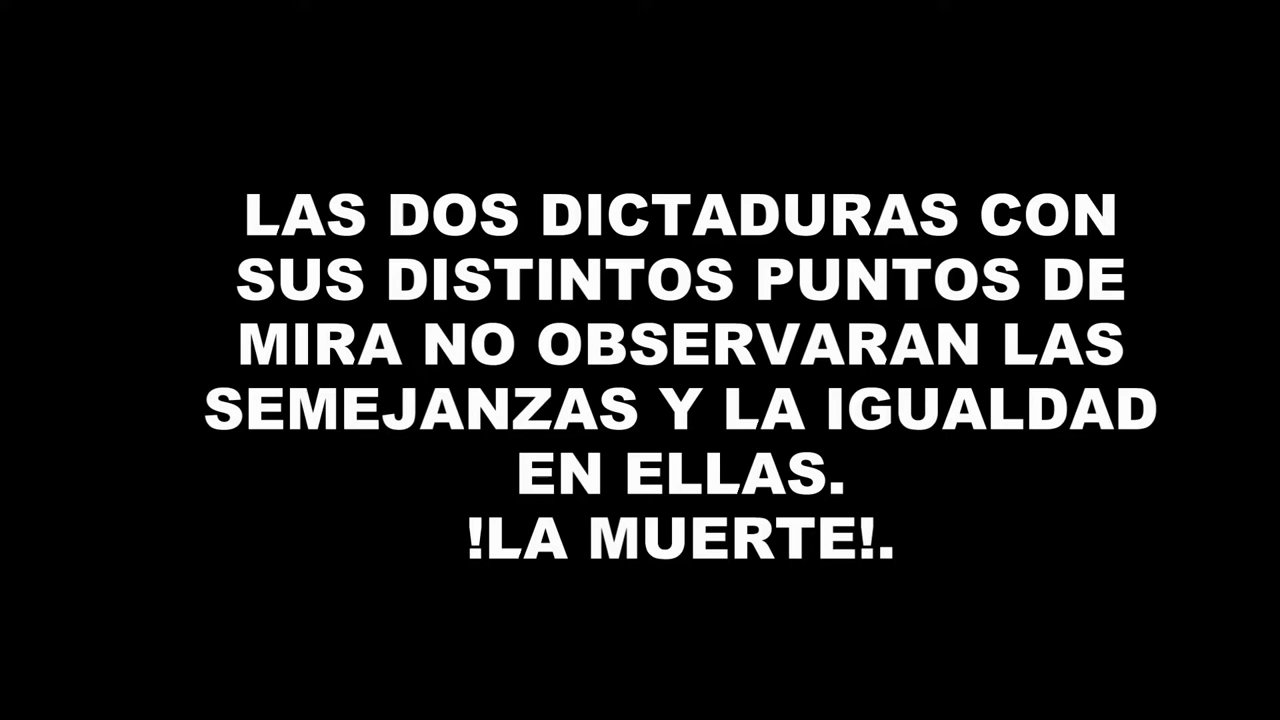 LAS DOS DICTADURAS CON
SUS DISTINTOS PUNTOS DE
MIRA NO OBSERVARAN LAS
SEMEJANZAS Y LA IGUALDAD
EN ELLAS.
!LA MUERTE!.